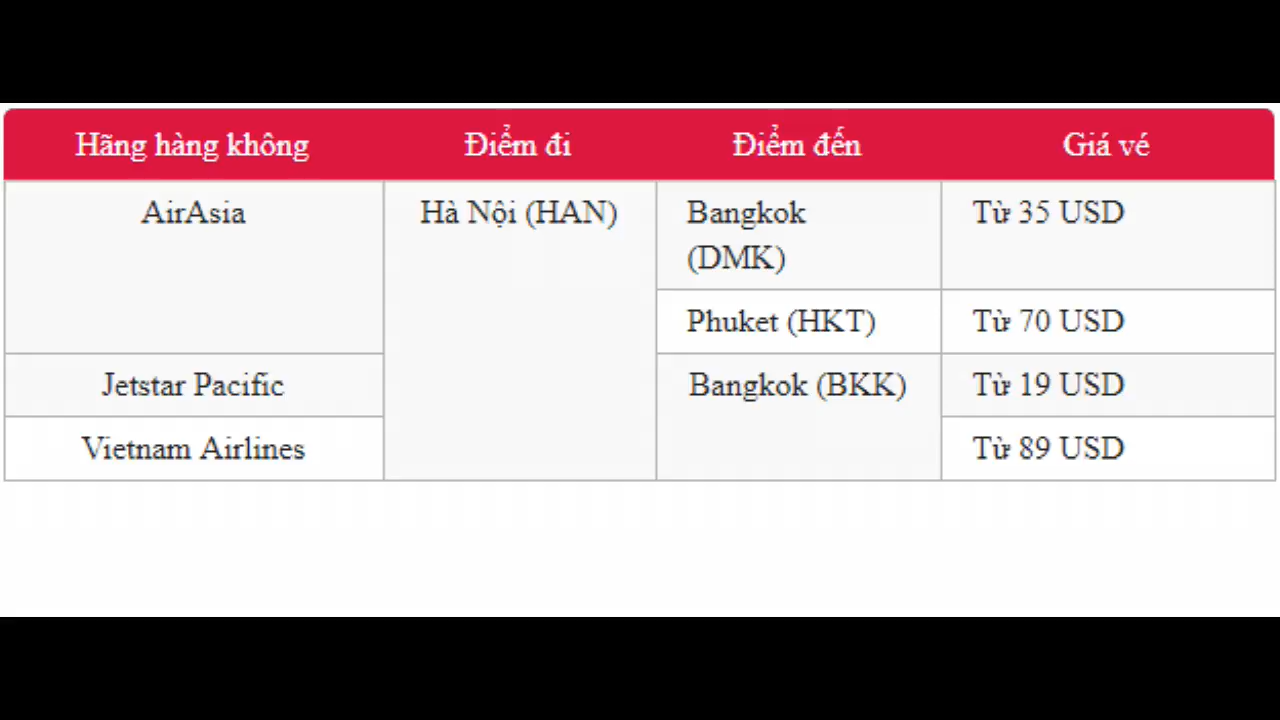 Hãng hàng không Điểm đi Điểm đến Giá vé
AirAsia Hà Nội (HAN) Bangkok Từ 35 USD
(DMK)
Phuket (HKT) Từ 70 USD
Jetstar Pacific Bangkok (BKK) Từ 19 USD
Vietnam Airlines Từ 89 USD